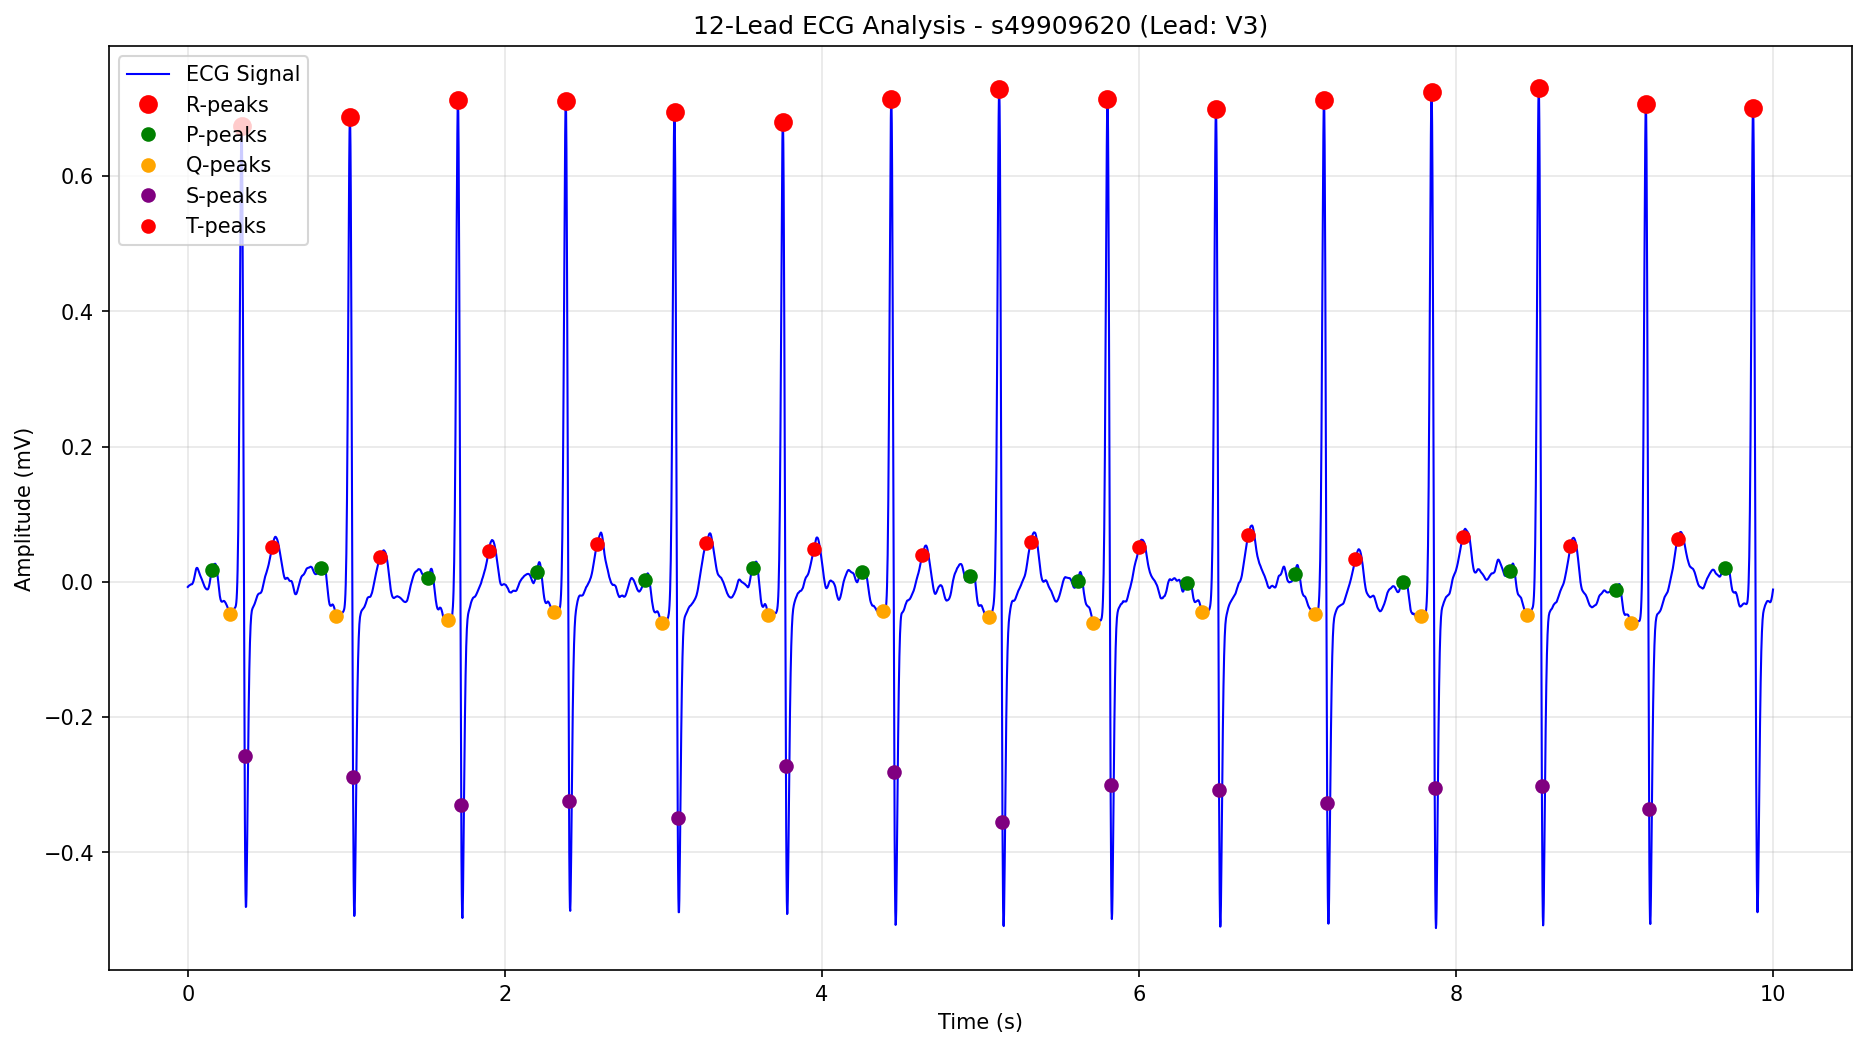 12-Lead ECG Analysis - s49909620 (Lead: V3)
ECG Signal
R-peaks
P-peaks
Q-peaks
S-peaks
T-peaks
Amplitude (mV)
0.6
0.4
0.2
0.0
−0.2
−0.4
0 2 4 6 8 10
Time (s)